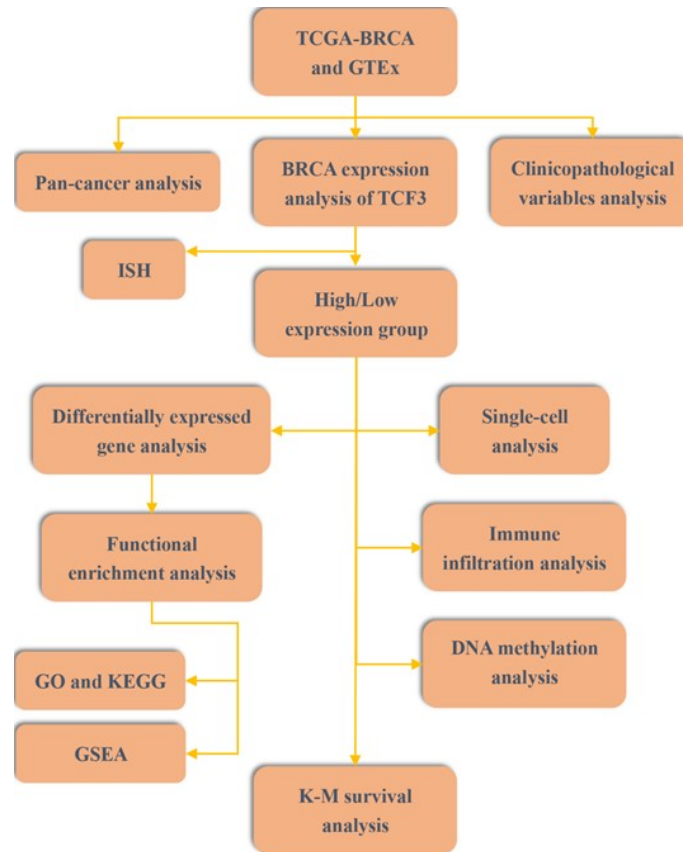 TCGA-BRCA
and GTEx
Pan-cancer analysis
BRCA expression
analysis of TCF3
Clinicopathological
variables analysis
ISH
High/Low
expression group
Differentially expressed
gene analysis
Single-cell
analysis
Functional
enrichment analysis
Immune
infiltration analysis
GO and KEGG
DNA methylation
analysis
GSEA
K-M survival
analysis